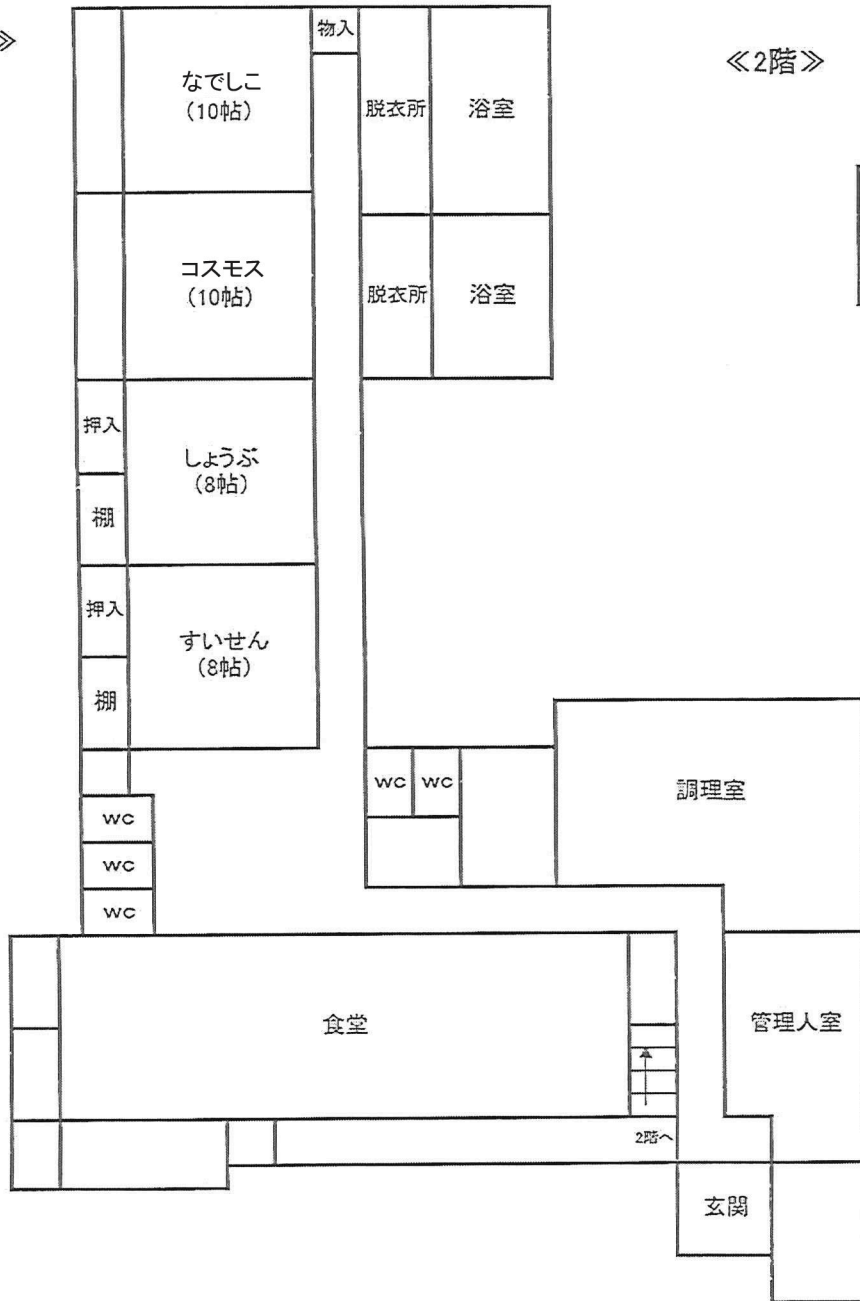 ≫
≪2階≫
物入
なでしこ
(10帖)
脱衣所
浴室
コスモス
(10帖)
脱衣所
浴室
押入
しょうぶ
(8帖)
棚
押入
すいせん
(8帖)
棚
wc
wc
調理室
wc
wc
wc
食堂
管理人室
2階へ
玄関